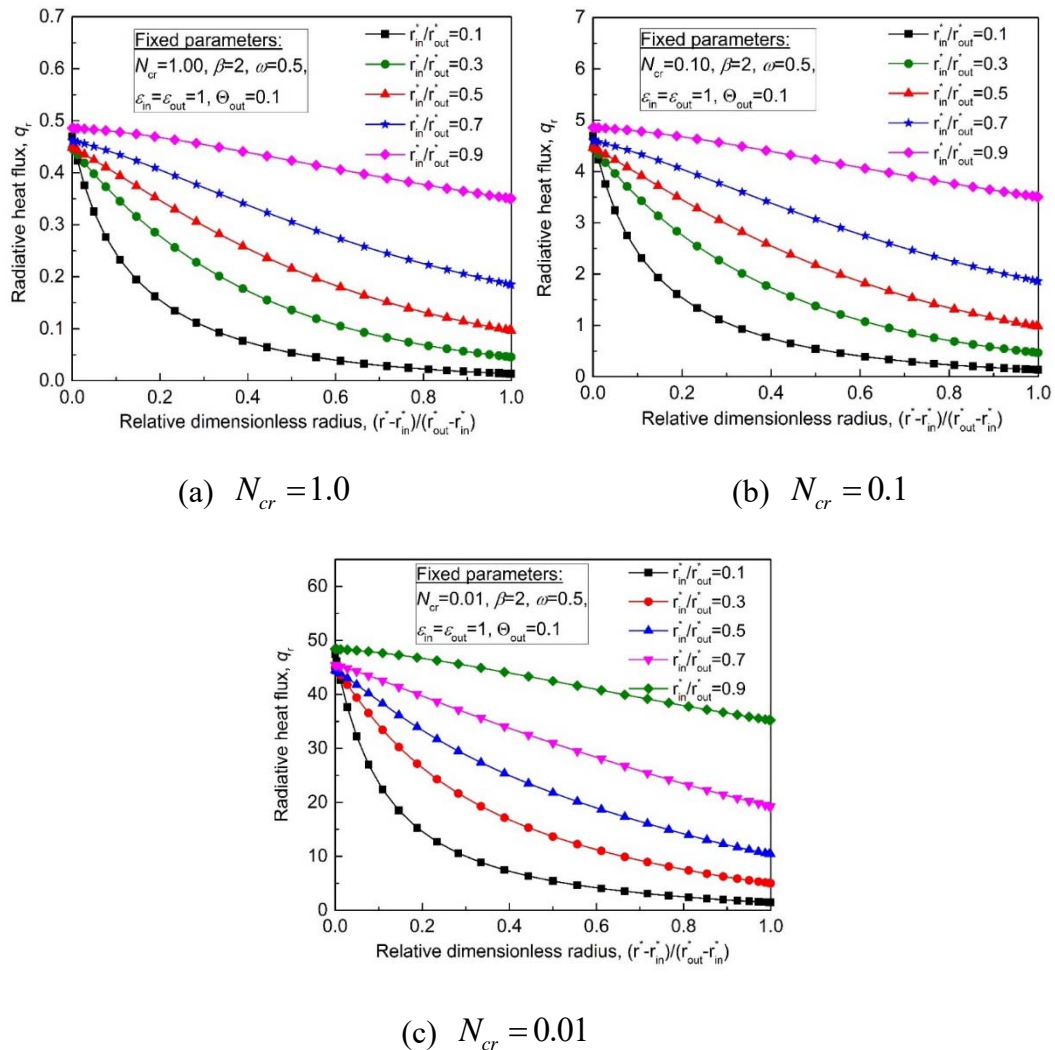 0.7
0.6
0.5
0.4
0.3
0.2
0.1
0.0
Radiative heat flux, q_r
Fixed parameters:
N_cr=1.00, β=2, ω=0.5,
ε_in=ε_out=1, Θ_out=0.1
r*_in/r*_out=0.1
r*_in/r*_out=0.3
r*_in/r*_out=0.5
r*_in/r*_out=0.7
r*_in/r*_out=0.9
0.0 0.2 0.4 0.6 0.8 1.0
Relative dimensionless radius, (r*-r*_in)/(r*_out-r*_in)
(a) N_cr = 1.0
7
6
5
4
3
2
1
0
Radiative heat flux, q_r
Fixed parameters:
N_cr=0.10, β=2, ω=0.5,
ε_in=ε_out=1, Θ_out=0.1
r*_in/r*_out=0.1
r*_in/r*_out=0.3
r*_in/r*_out=0.5
r*_in/r*_out=0.7
r*_in/r*_out=0.9
0.0 0.2 0.4 0.6 0.8 1.0
Relative dimensionless radius, (r*-r*_in)/(r*_out-r*_in)
(b) N_cr = 0.1
60
50
40
30
20
10
0
Radiative heat flux, q_r
Fixed parameters:
N_cr=0.01, β=2, ω=0.5,
ε_in=ε_out=1, Θ_out=0.1
r*_in/r*_out=0.1
r*_in/r*_out=0.3
r*_in/r*_out=0.5
r*_in/r*_out=0.7
r*_in/r*_out=0.9
0.0 0.2 0.4 0.6 0.8 1.0
Relative dimensionless radius, (r*-r*_in)/(r*_out-r*_in)
(c) N_cr = 0.01